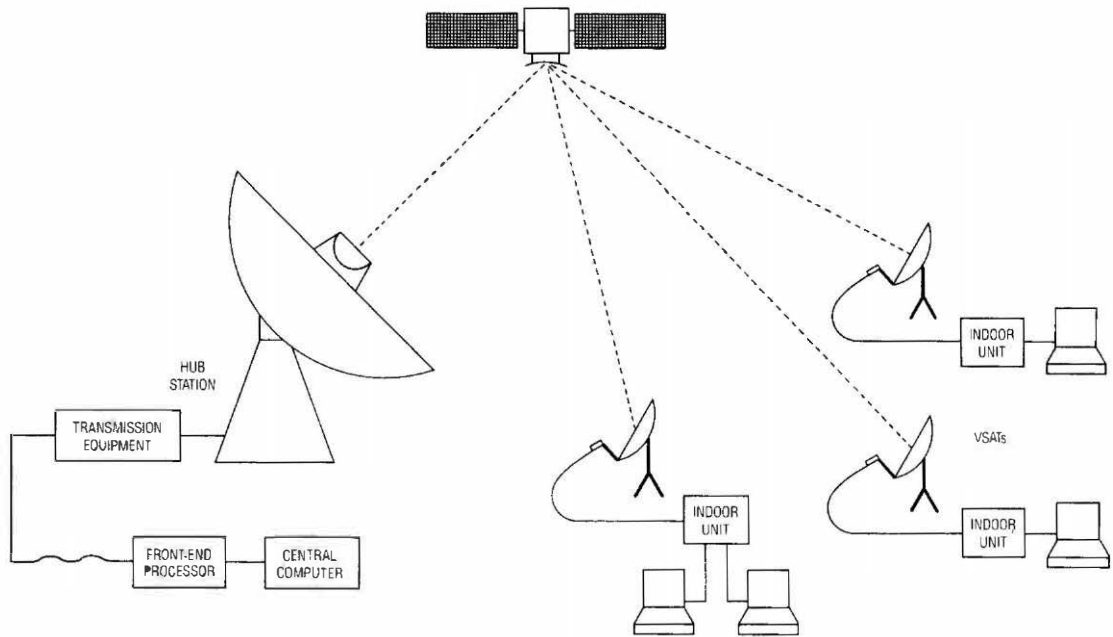 HUB
STATION
TRANSMISSION
EQUIPMENT
FRONT-END
PROCESSOR
CENTRAL
COMPUTER
INDOOR
UNIT
INDOOR
UNIT
VSATs
INDOOR
UNIT